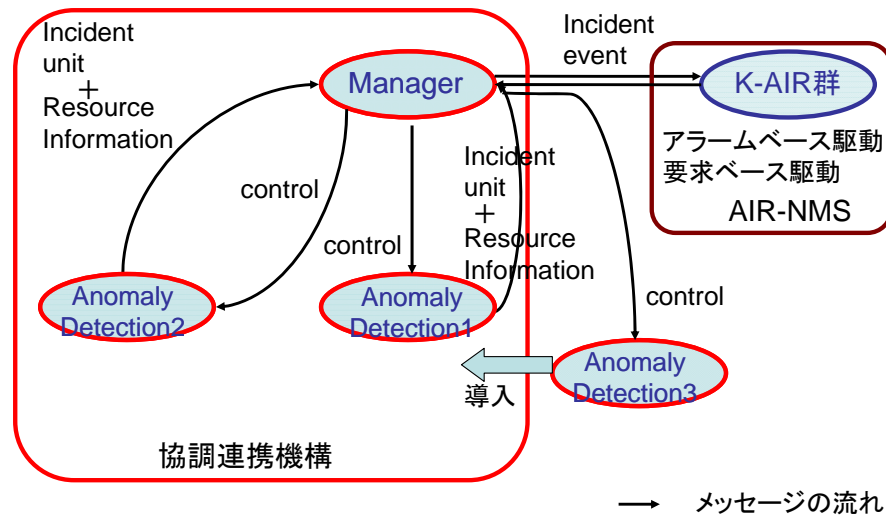 Incident
unit
＋
Resource
Information
Manager
Incident
event
K-AIR群
アラームベース駆動
要求ベース駆動
AIR-NMS
control
control
Incident
unit
＋
Resource
Information
control
Anomaly
Detection2
Anomaly
Detection1
Anomaly
Detection3
導入
協調連携機構
メッセージの流れ